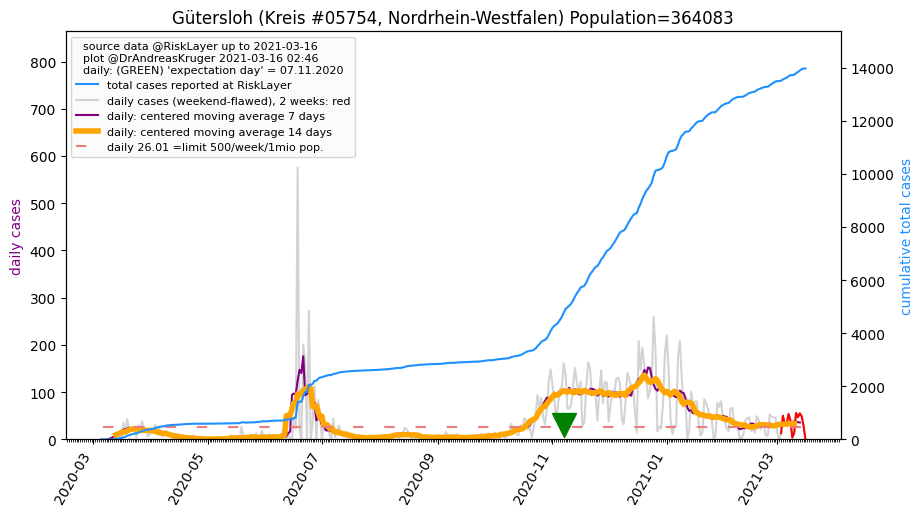 Gütersloh (Kreis #05754, Nordrhein-Westfalen) Population=364083
source data @RiskLayer up to 2021-03-16
plot @DrAndreasKruger 2021-03-16 02:46
daily: (GREEN) 'expectation day' = 07.11.2020
total cases reported at RiskLayer
daily cases (weekend-flawed), 2 weeks: red
daily: centered moving average 7 days
daily: centered moving average 14 days
daily 26.01 =limit 500/week/1mio pop.
daily cases
800
700
600
500
400
300
200
100
0
cumulative total cases
14000
12000
10000
8000
6000
4000
2000
0
2020-03
2020-05
2020-07
2020-09
2020-11
2021-01
2021-03